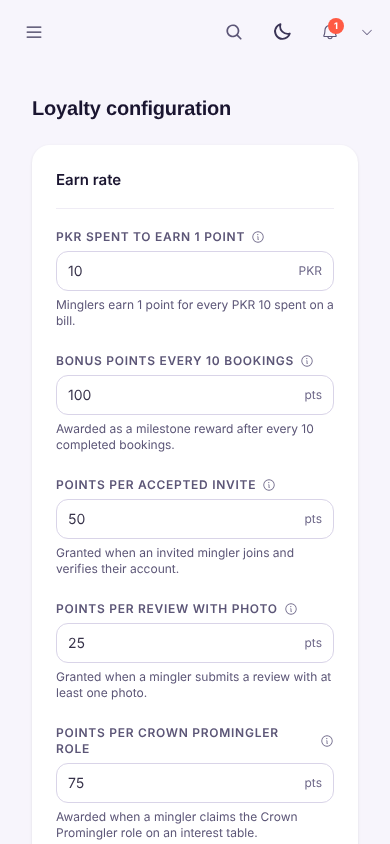 1
Loyalty configuration
Earn rate
PKR SPENT TO EARN 1 POINT
10 PKR
Minglers earn 1 point for every PKR 10 spent on a
bill.
BONUS POINTS EVERY 10 BOOKINGS
100 pts
Awarded as a milestone reward after every 10
completed bookings.
POINTS PER ACCEPTED INVITE
50 pts
Granted when an invited mingler joins and
verifies their account.
POINTS PER REVIEW WITH PHOTO
25 pts
Granted when a mingler submits a review with at
least one photo.
POINTS PER CROWN PROMINGLER
ROLE
75 pts
Awarded when a mingler claims the Crown
Promingler role on an interest table.